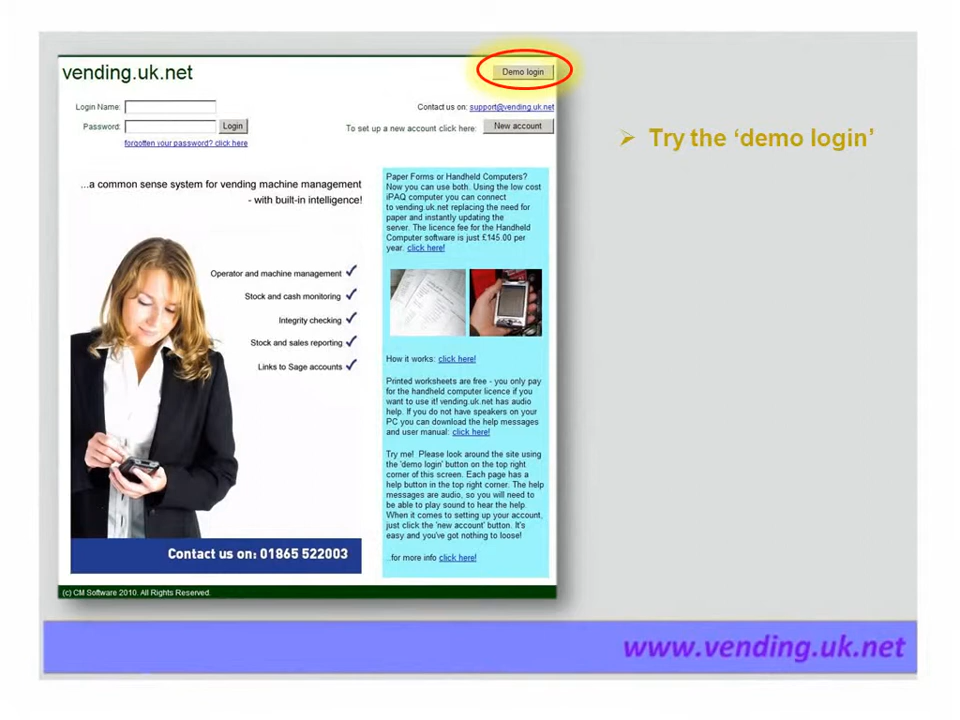 vending.uk.net
Demo login
Login Name:
Contact us on: support@vending.uk.net
Password:
Login
To set up a new account click here:
New account
forgotten your password? click here
➢ Try the ‘demo login’
...a common sense system for vending machine management
- with built-in intelligence!
Operator and machine management ✓
Stock and cash monitoring ✓
Integrity checking ✓
Stock and sales reporting ✓
Links to Sage accounts ✓
Contact us on: 01865 522003
Paper Forms or Handheld Computers?
Now you can use both. Using the low cost
iPAQ computer you can connect
to vending.uk.net replacing the need for
paper and instantly updating the
server. The licence fee for the Handheld
Computer software is just £145.00 per
year. click here!
How it works: click here!
Printed worksheets are free - you only pay
for the handheld computer licence if you
want to use it! vending.uk.net has audio
help. If you do not have speakers on your
PC you can download the help messages
and user manual: click here!
Try me! Please look around the site using
the 'demo login' button on the top right
corner of this screen. Each page has a
help button in the top right corner. The help
messages are audio, so you will need to
be able to play sound to hear the help.
When it comes to setting up your account,
just click the 'new account' button. It's
easy and you've got nothing to loose!
..for more info click here!
(c) CM Software 2010. All Rights Reserved.
www.vending.uk.net